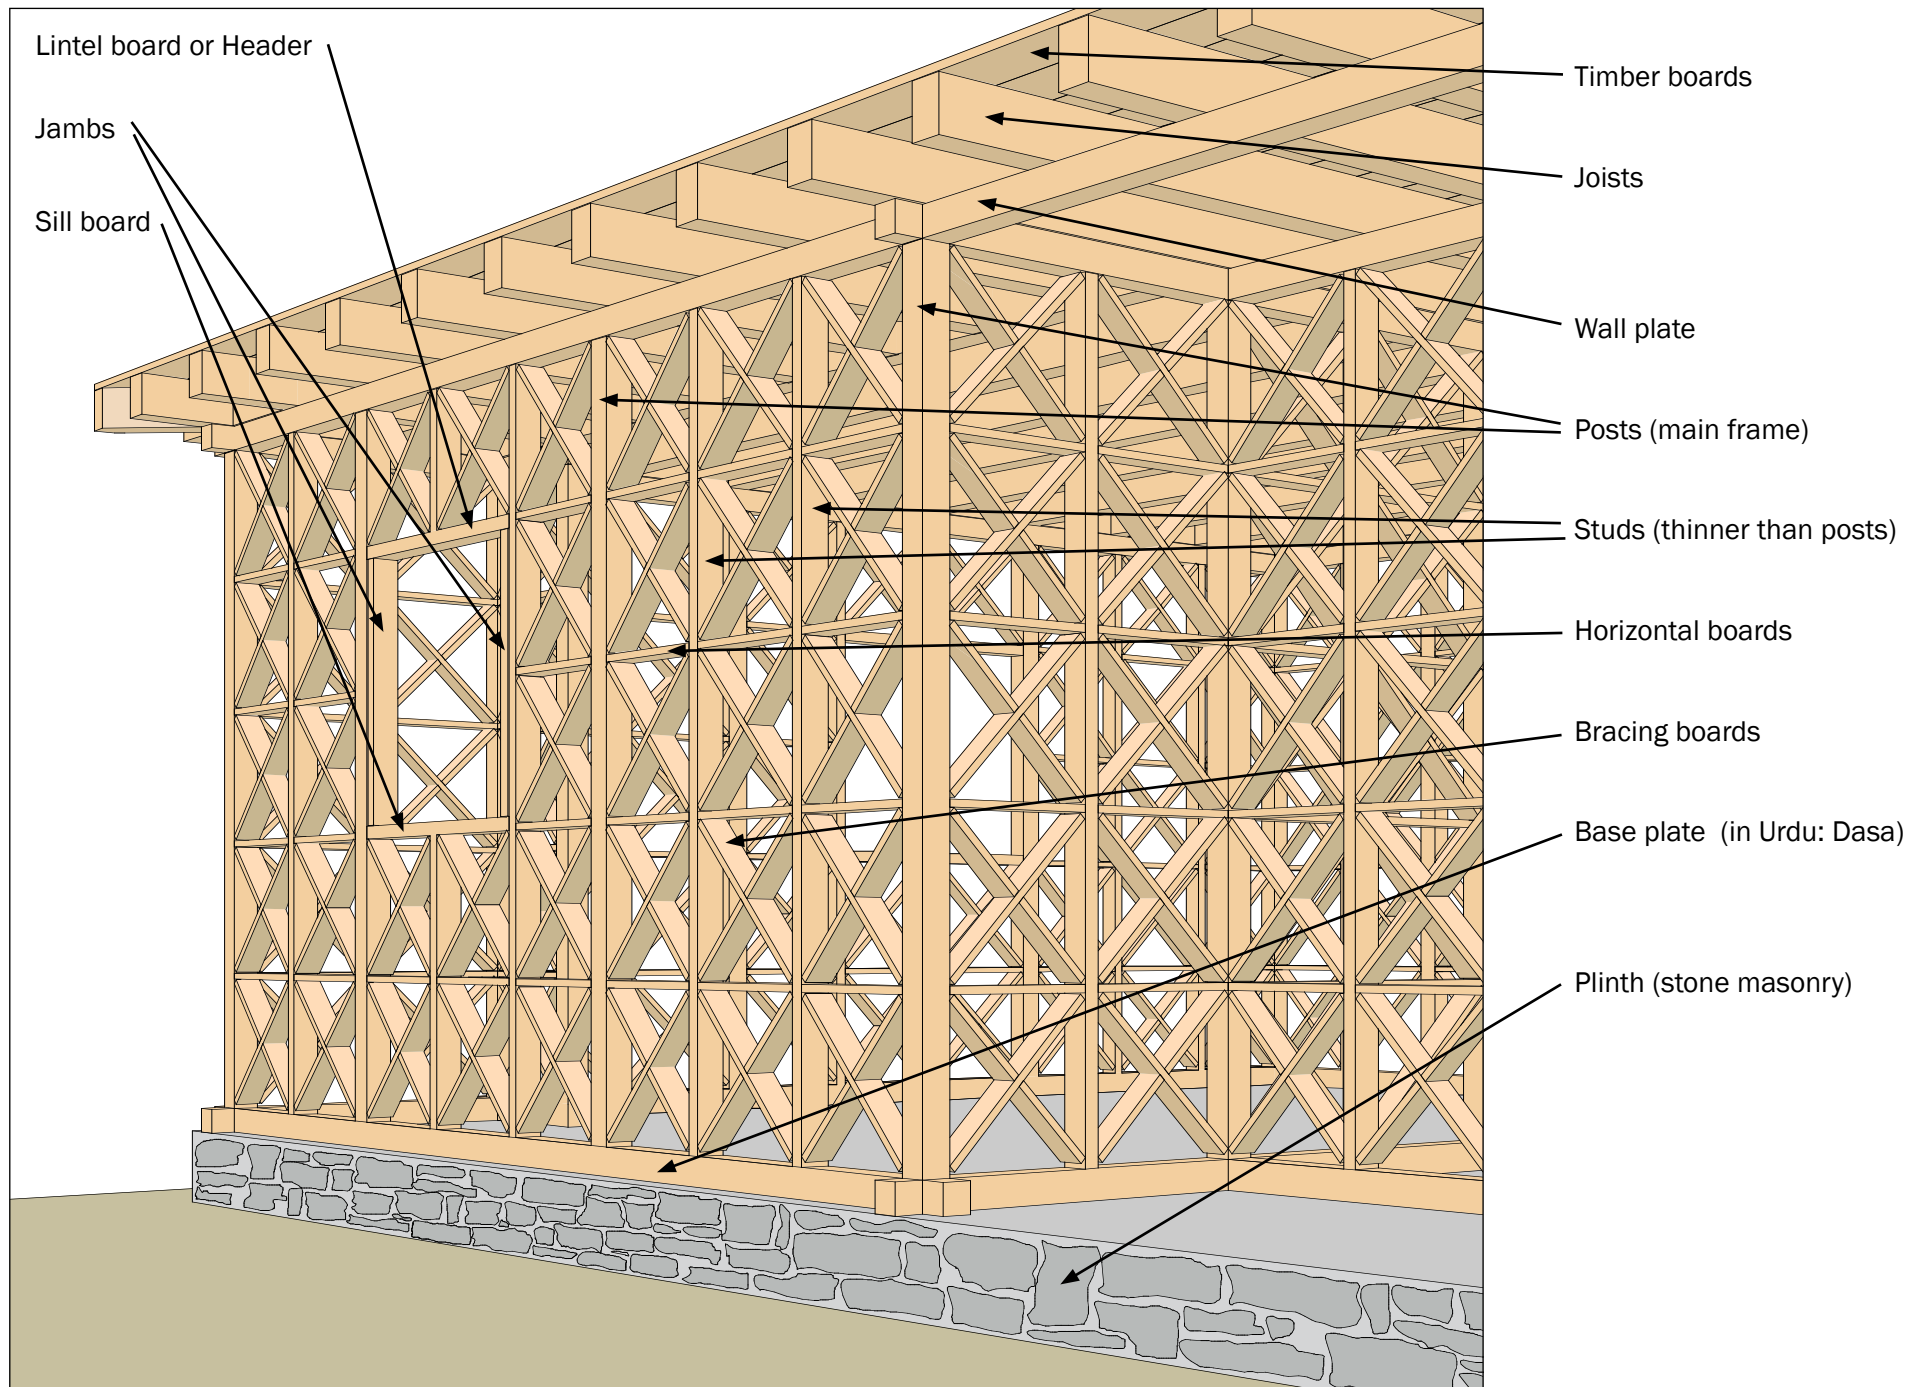 Lintel board or Header
Jambs
Sill board
Timber boards
Joists
Wall plate
Posts (main frame)
Studs (thinner than posts)
Horizontal boards
Bracing boards
Base plate  (in Urdu: Dasa)
Plinth (stone masonry)